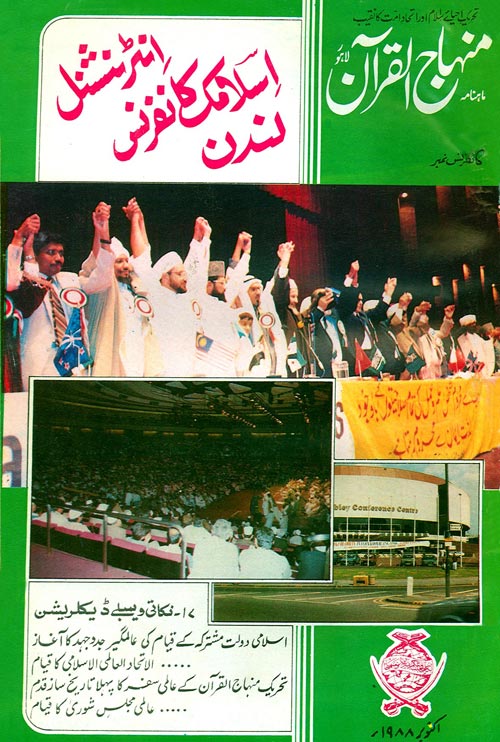 تحریک احیائے اسلام اور اتحاد امت کا نقیب
ماہنامہ منہاج القرآن لاہور
کانفرنس نمبر
انٹرنیشنل
اسلامک کانفرنس
لندن
bley Conference Centre
۱۷-نکاتی ویمبلے ڈیکلریشن
اسلامی دولت مشترکہ کے قیام کی عالمگیر جدوجہد کا آغاز
الاتحاد العالمی الاسلامی کا قیام
تحریک منہاج القرآن کے عالمی سفر کا پہلا تاریخ ساز قدم
عالمی مجلس شوریٰ کا قیام
اکتوبر ۱۹۸۸ء